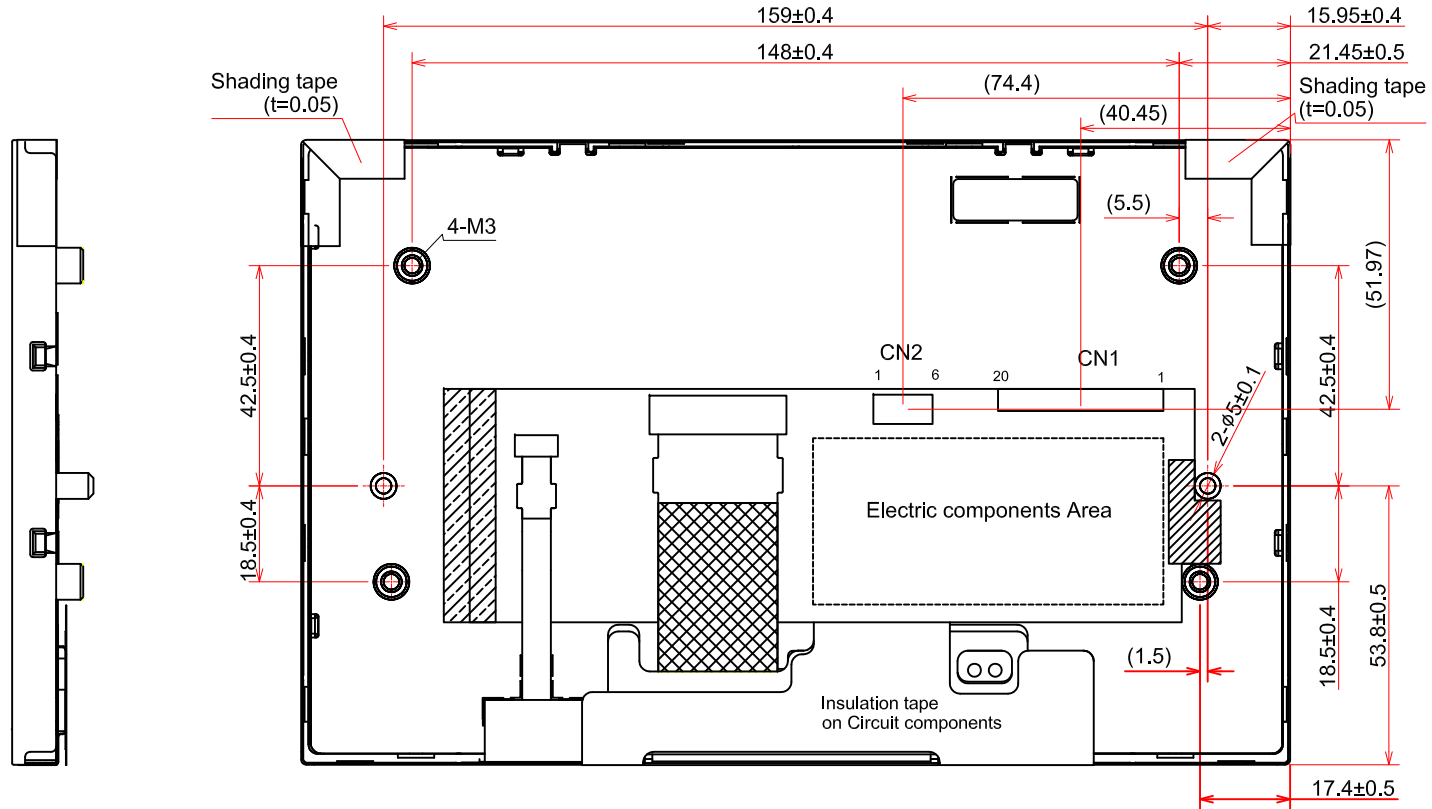 159±0.4
15.95±0.4
148±0.4
21.45±0.5
Shading tape
(t=0.05)
(74.4)
Shading tape
(t=0.05)
(40.45)
(5.5)
4-M3
(51.97)
42.5±0.4
42.5±0.4
CN2
CN1
1
6
20
1
2-φ5±0.1
Electric components Area
18.5±0.4
18.5±0.4
53.8±0.5
(1.5)
Insulation tape
on Circuit components
17.4±0.5